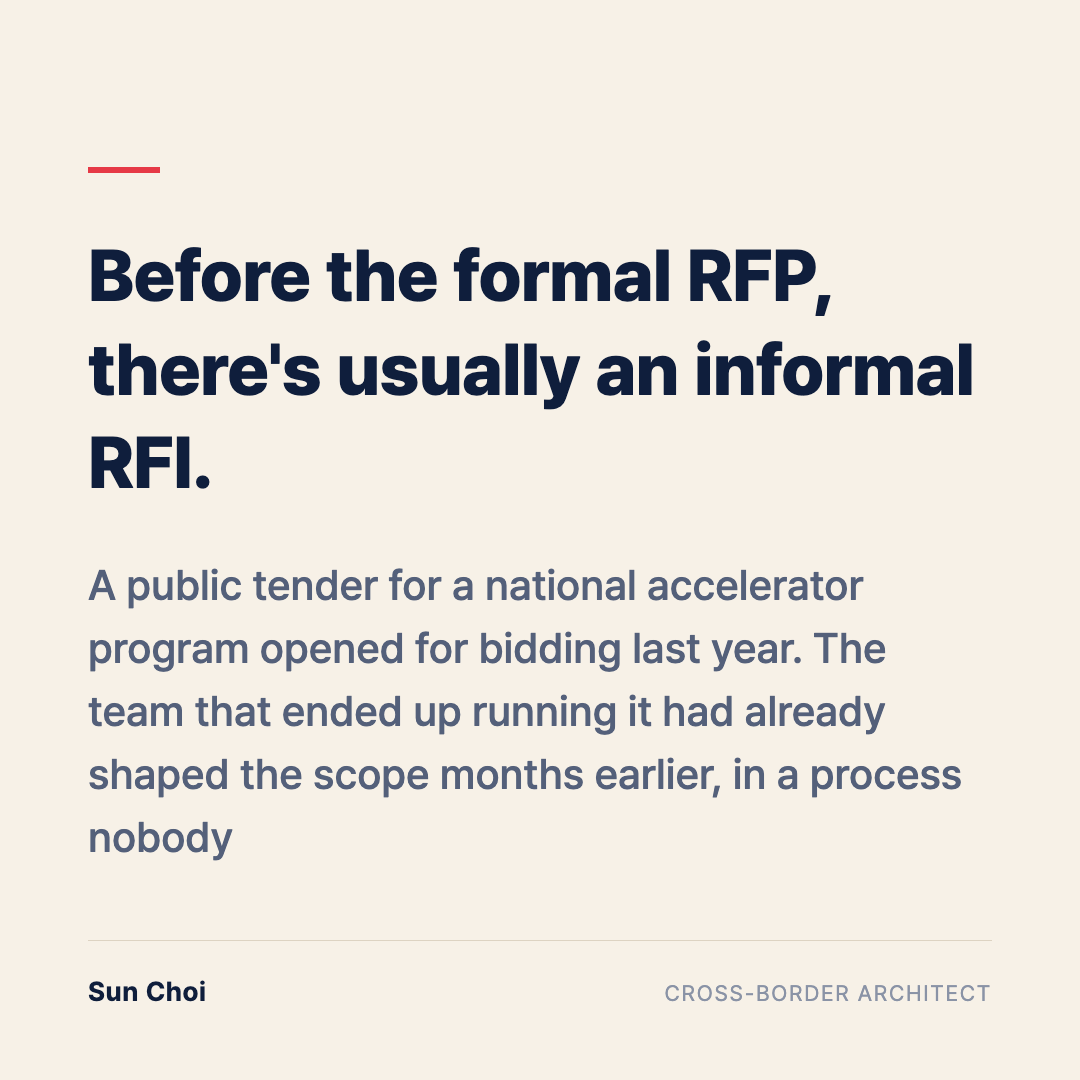 Before the formal RFP,
there's usually an informal
RFI.
A public tender for a national accelerator
program opened for bidding last year. The
team that ended up running it had already
shaped the scope months earlier, in a process
nobody
Sun Choi
CROSS-BORDER ARCHITECT